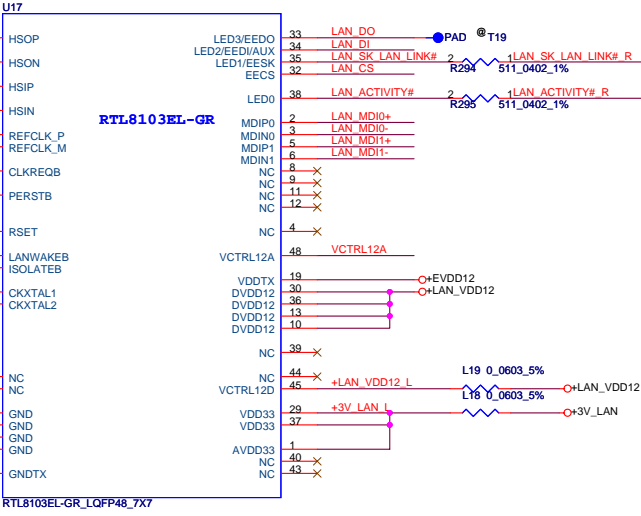 U17
HSOP LED3/EEDO 33 LAN_DO PAD @ T19
LED2/EEDI/AUX 34 LAN_DI
HSON LED1/EESK 35 LAN_SK_LAN_LINK# 2 1 LAN_SK_LAN_LINK#_R
EECS 32 LAN_CS R294 511_0402_1%
HSIP
LED0 38 LAN_ACTIVITY# 2 1 LAN_ACTIVITY#_R
R295 511_0402_1%
HSIN
RTL8103EL-GR
MDIP0 2 LAN_MDI0+
REFCLK_P MDIN0 3 LAN_MDI0-
REFCLK_M MDIP1 5 LAN_MDI1+
MDIN1 6 LAN_MDI1-
CLKREQB NC 8
NC 9
PERSTB NC 11
NC 12
RSET NC 4
LANWAKEB VCTRL12A 48 VCTRL12A
ISOLATEB
VDDTX 19 +EVDD12
CKXTAL1 DVDD12 30 +LAN_VDD12
CKXTAL2 DVDD12 36
DVDD12 13
DVDD12 10
NC 39
L19 0_0603_5%
NC NC 44
NC VCTRL12D 45 +LAN_VDD12_L +LAN_VDD12
L18 0_0603_5%
GND VDD33 29 +3V_LAN_L +3V_LAN
GND VDD33 37
GND
GND AVDD33 1
NC 40
GNDTX NC 43
RTL8103EL-GR_LQFP48_7X7